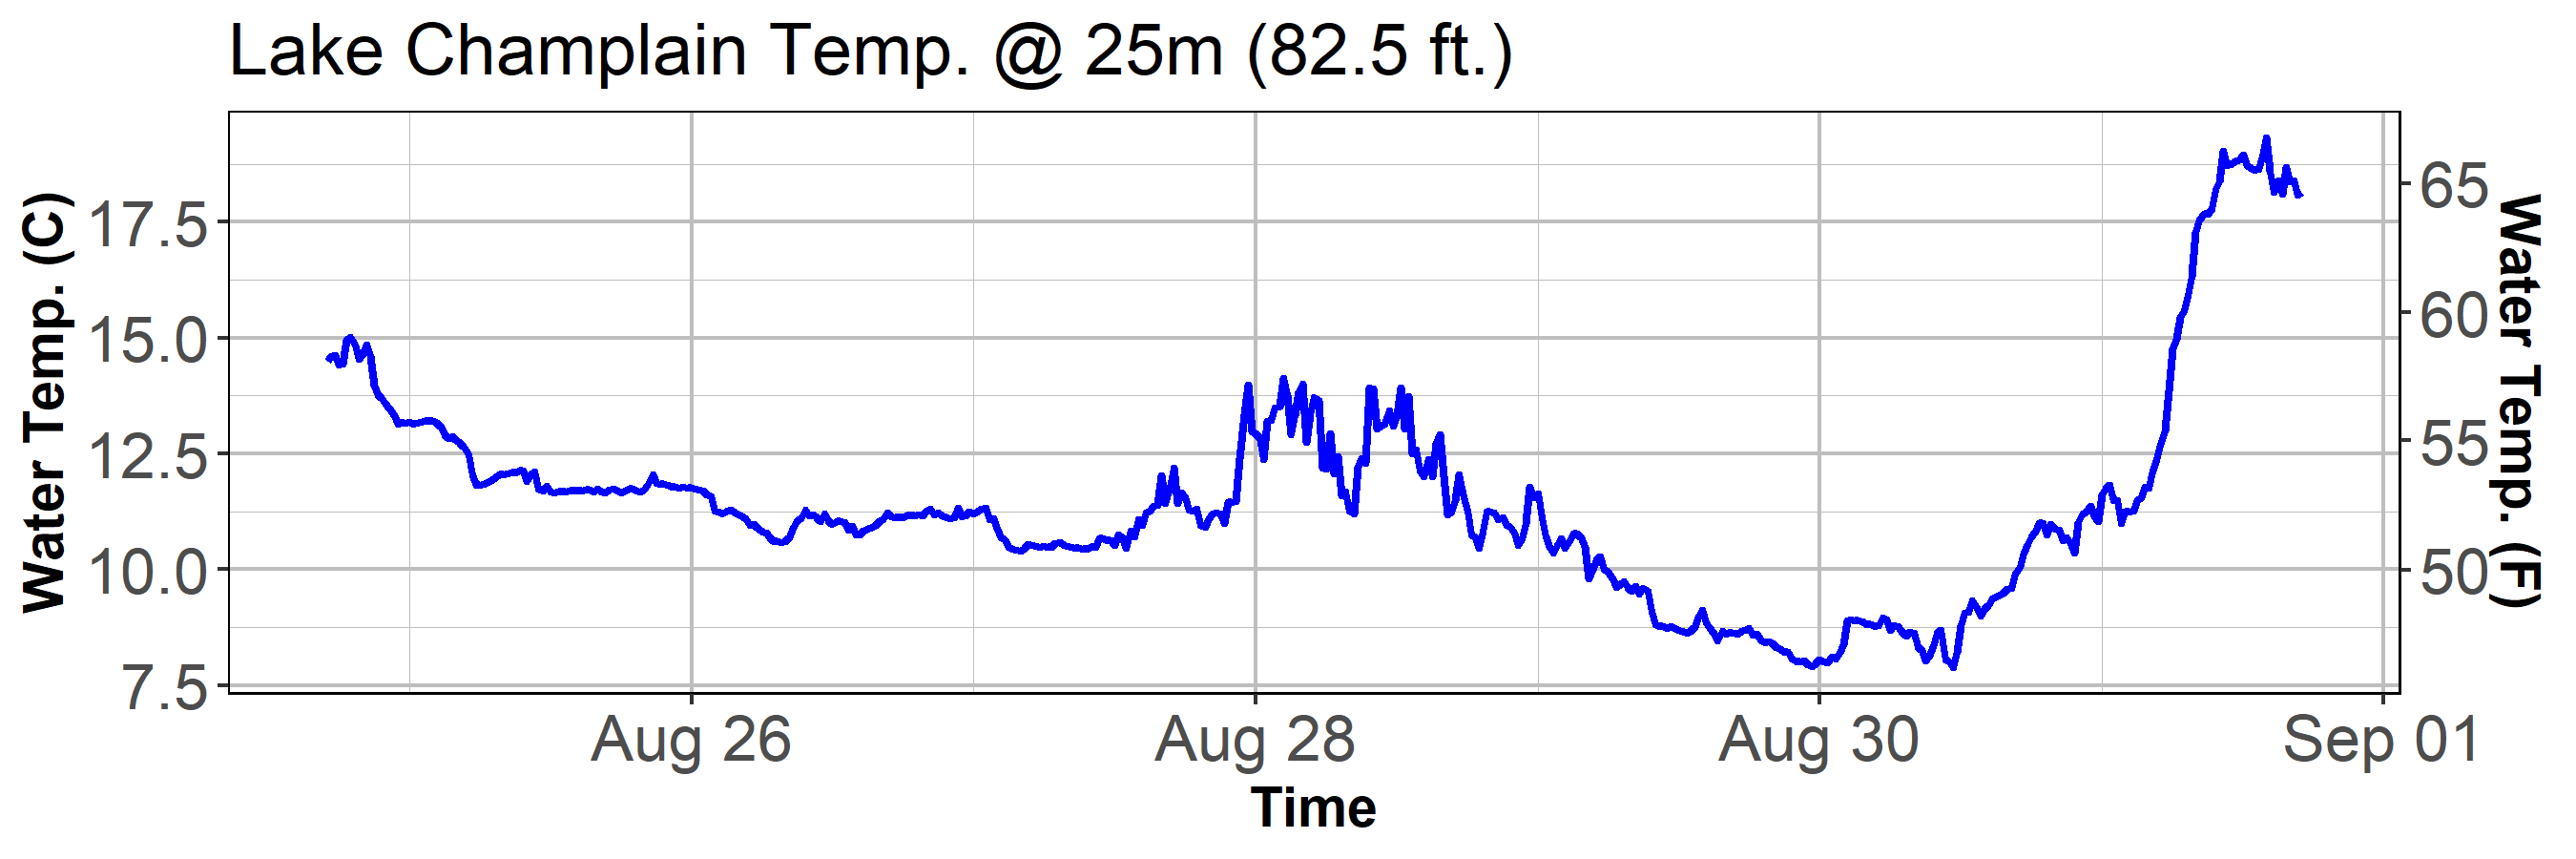 Lake Champlain Temp. @ 25m (82.5 ft.)
Water Temp. (C)
17.5
15.0
12.5
10.0
7.5
65
60
55
50
Water Temp. (F)
Aug 26
Aug 28
Aug 30
Sep 01
Time